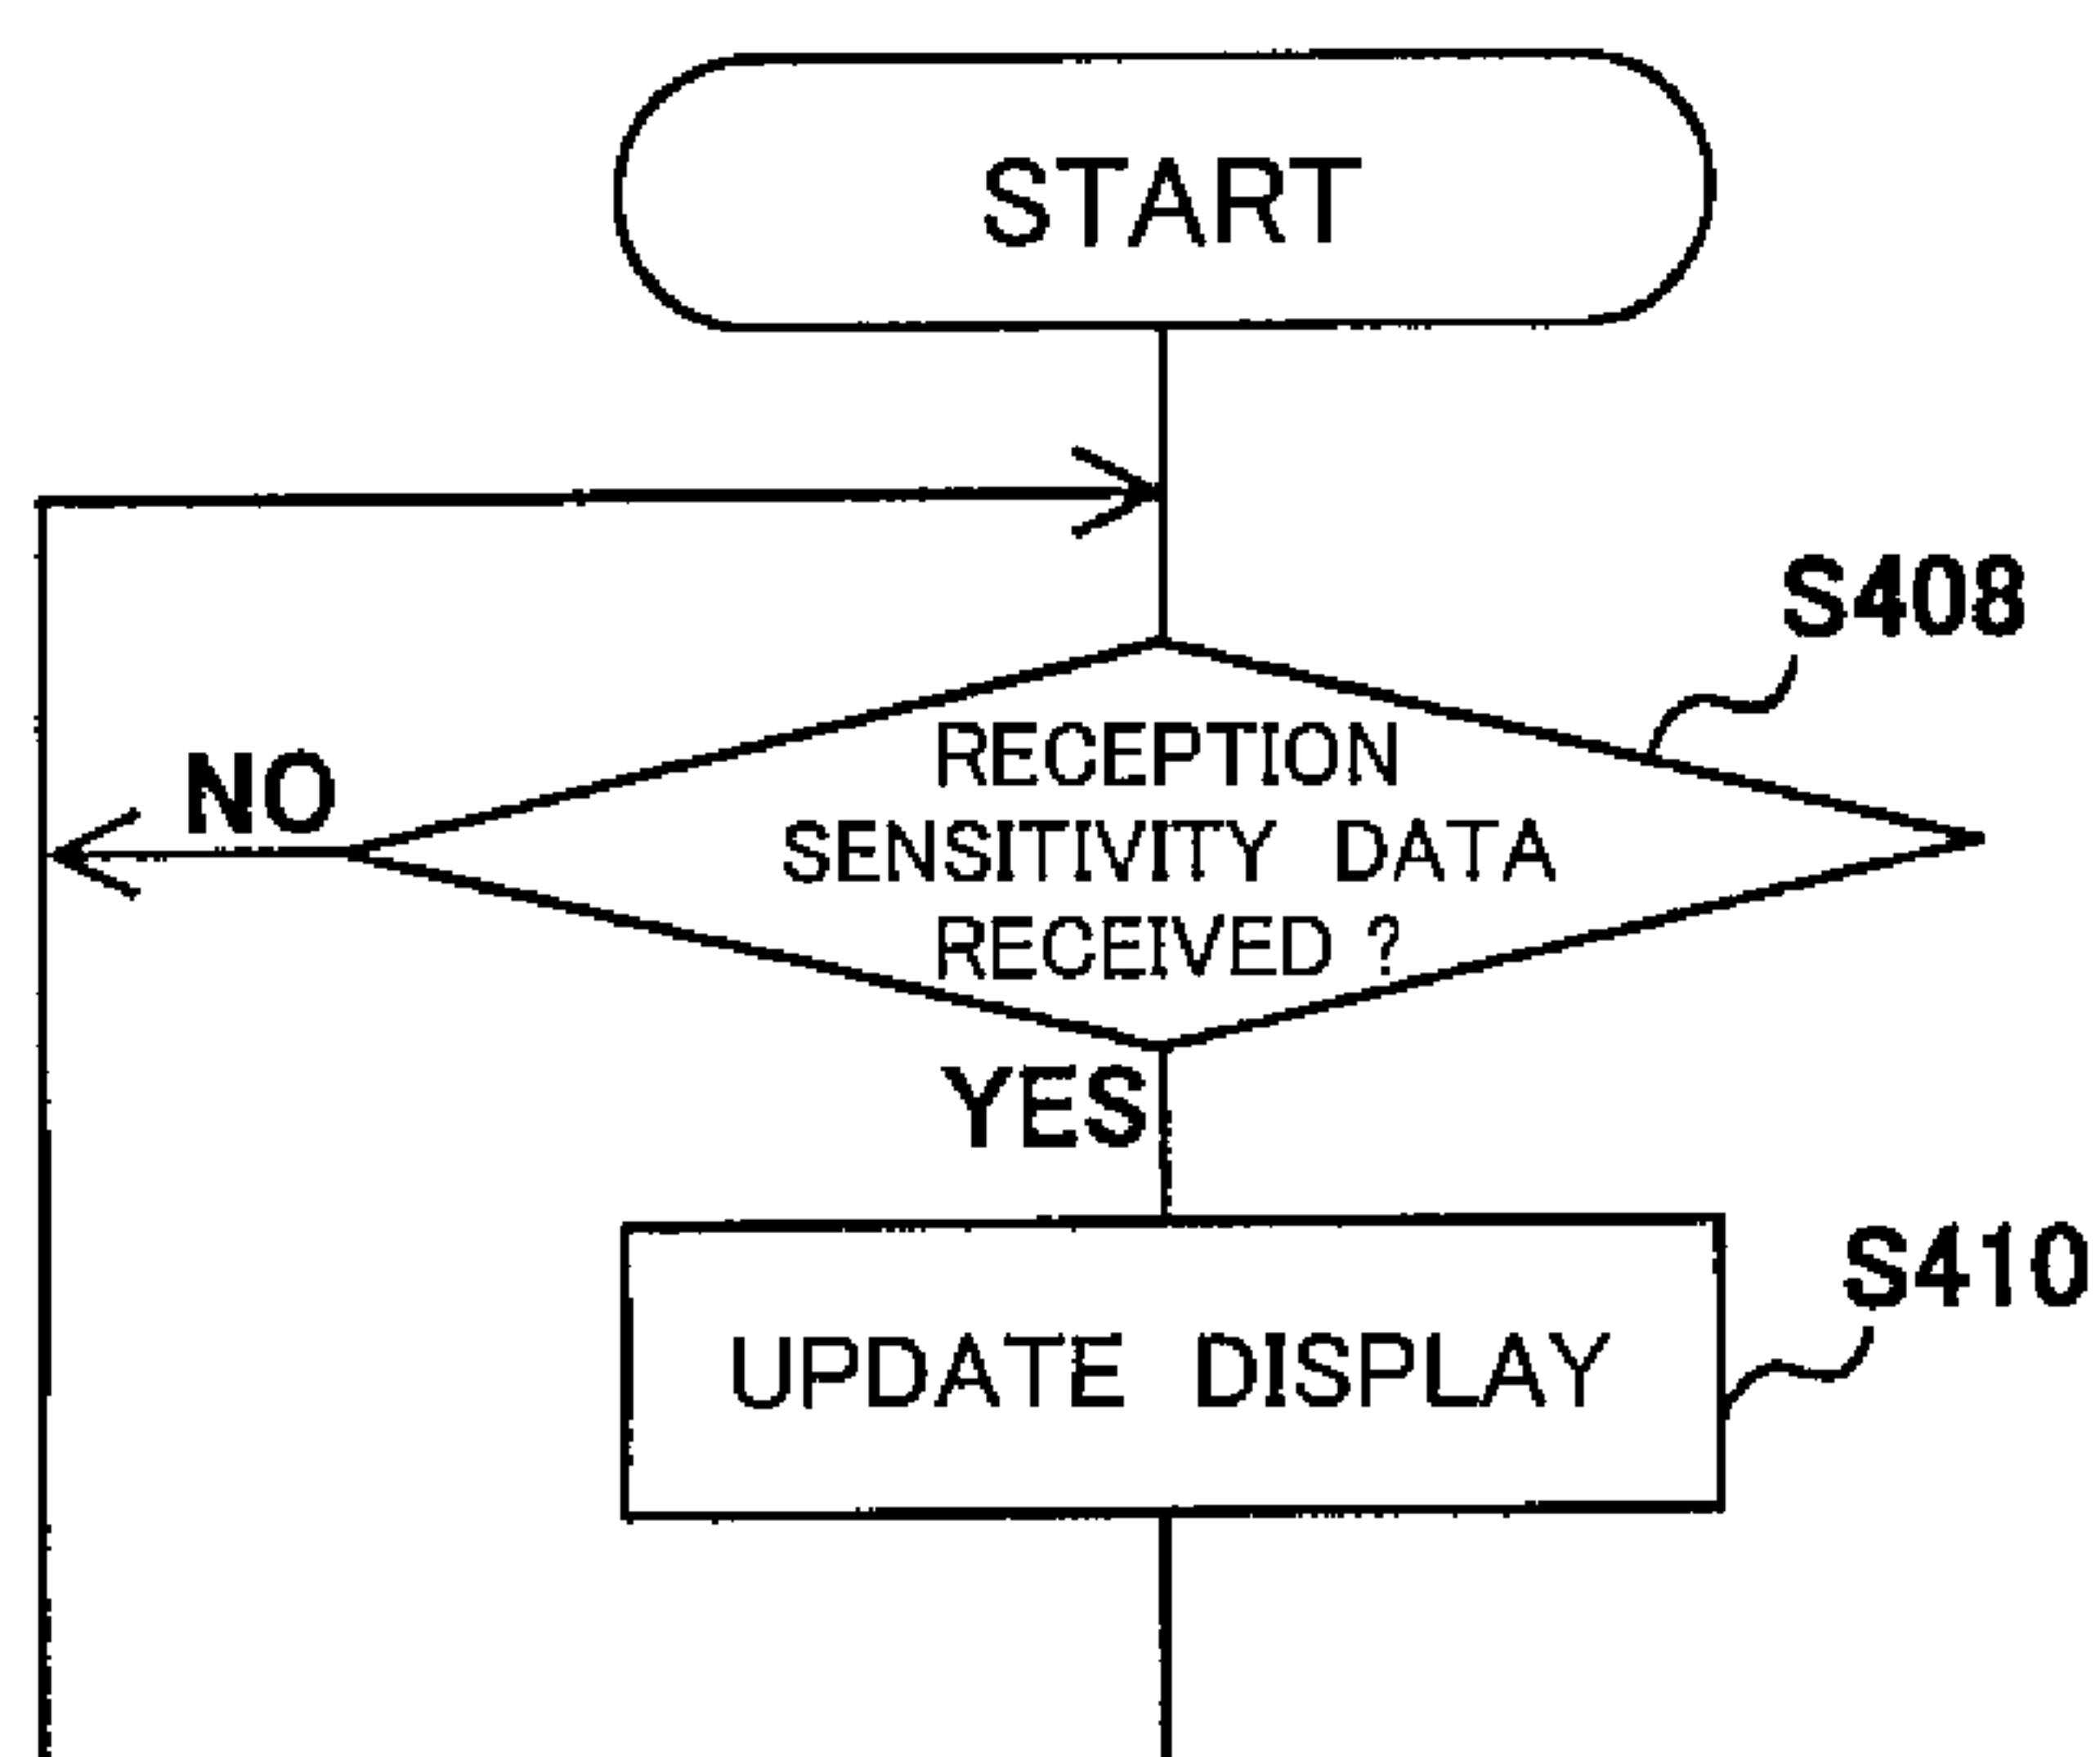 START
S408
RECEPTION
SENSITIVITY DATA
RECEIVED ?
NO
YES
S410
UPDATE DISPLAY